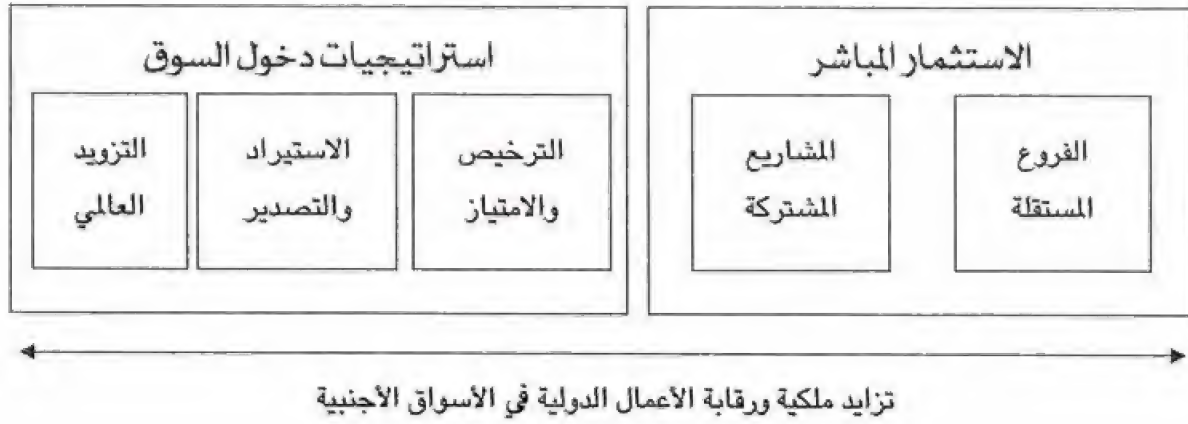 استراتيجيات دخول السوق
التزويد
العالمي
الاستيراد
والتصدير
الترخيص
والامتياز
الاستثمار المباشر
المشاريع
المشتركة
الفروع
المستقلة
تزايد ملكية ورقابة الأعمال الدولية في الأسواق الأجنبية